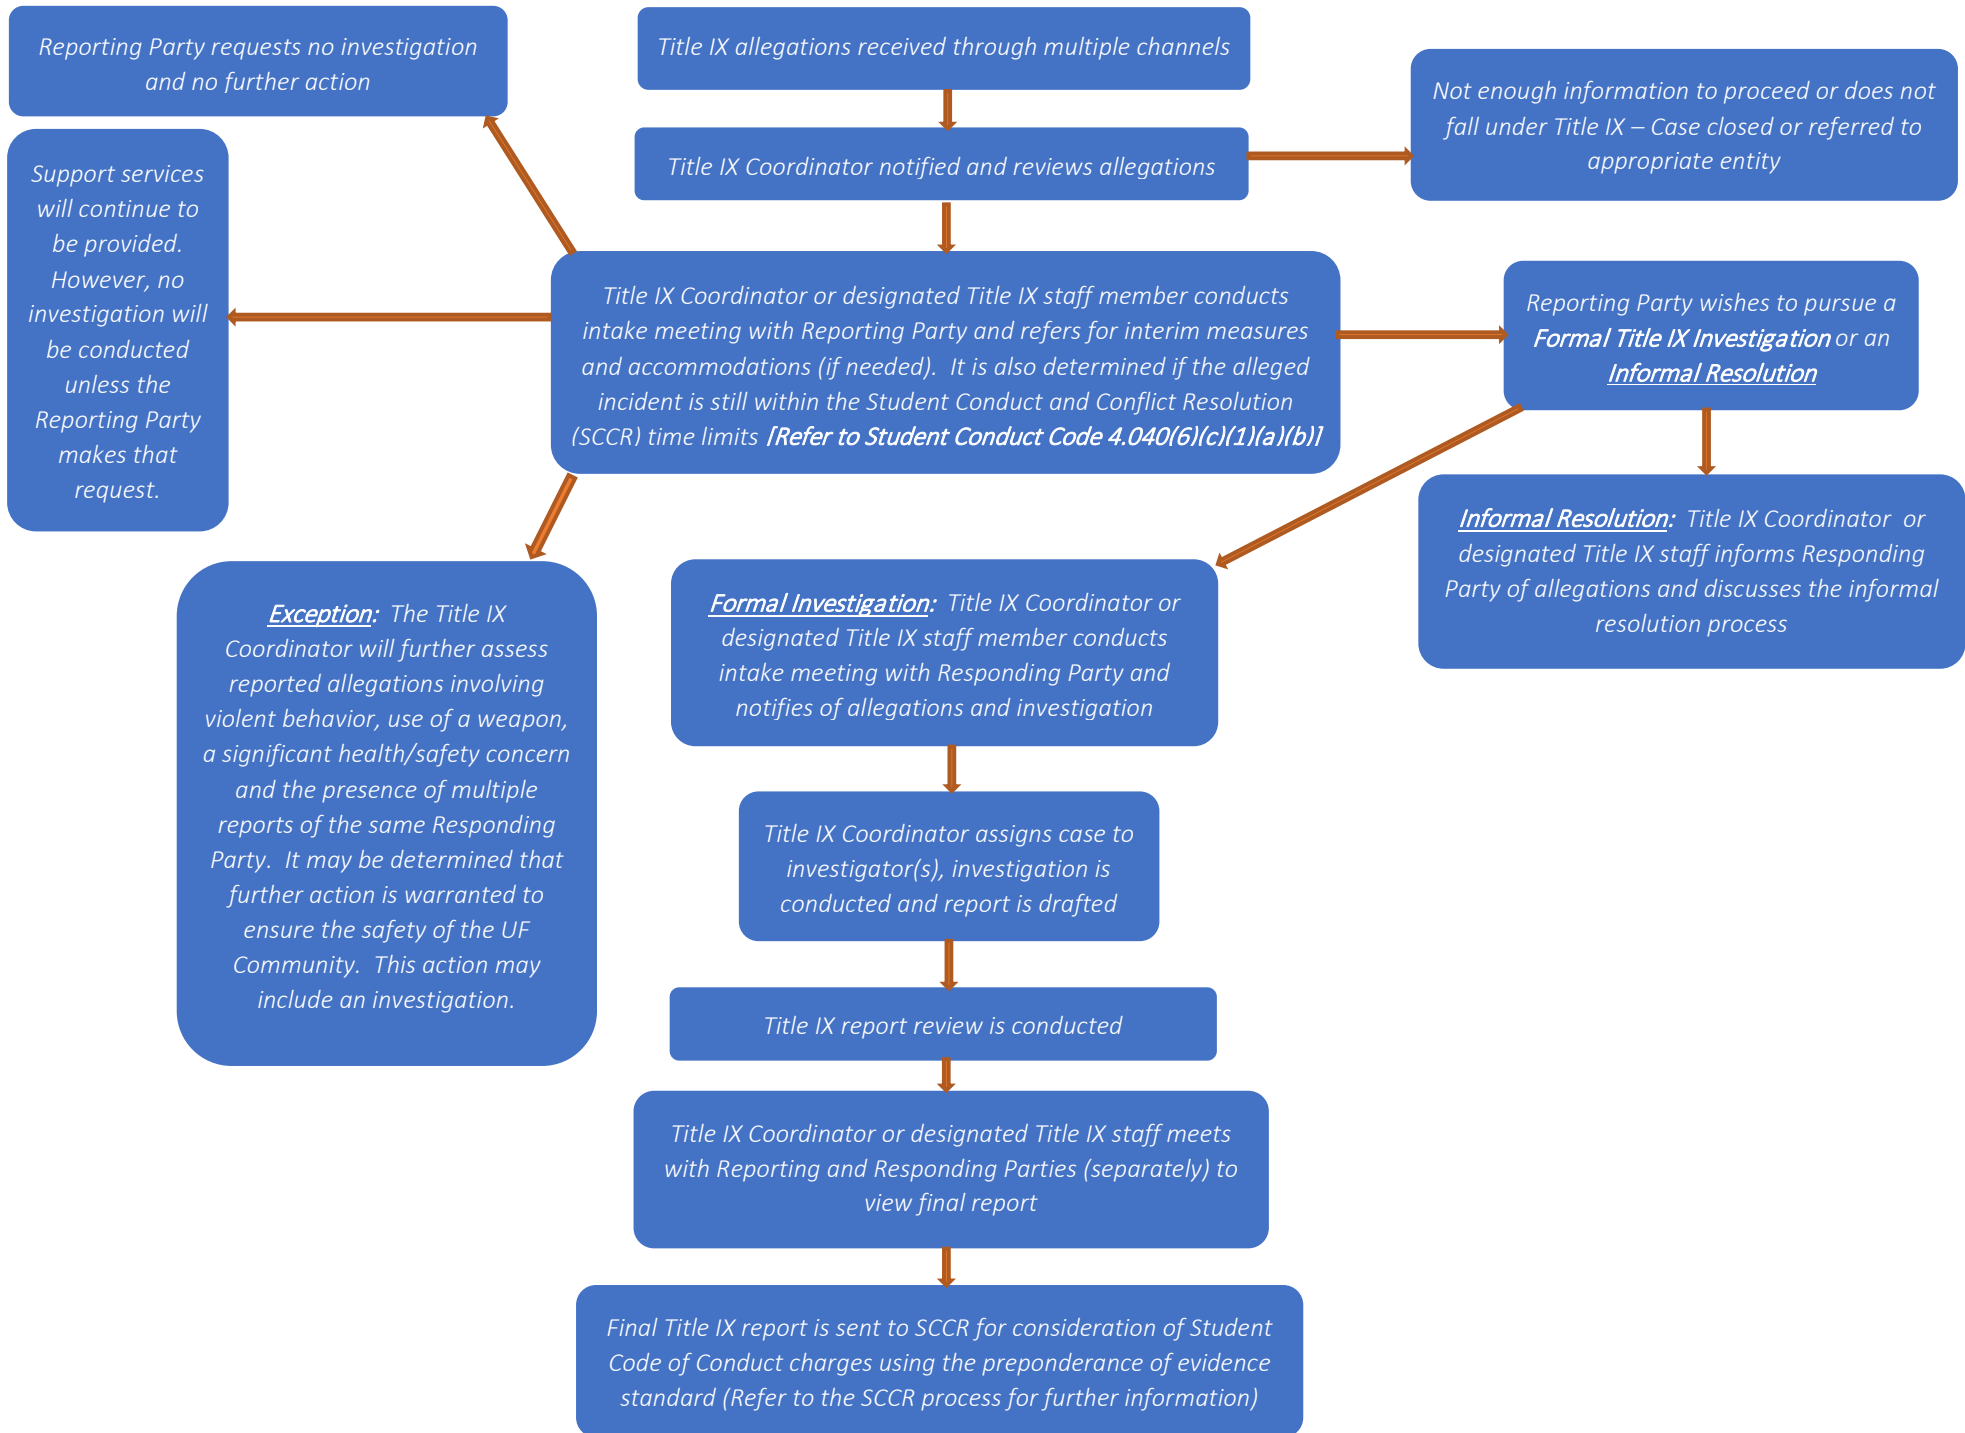 Reporting Party requests no investigation
and no further action
Title IX allegations received through multiple channels
Not enough information to proceed or does not
fall under Title IX – Case closed or referred to
appropriate entity
Title IX Coordinator notified and reviews allegations
Support services
will continue to
be provided.
However, no
investigation will
be conducted
unless the
Reporting Party
makes that
request.
Title IX Coordinator or designated Title IX staff member conducts
intake meeting with Reporting Party and refers for interim measures
and accommodations (if needed).  It is also determined if the alleged
incident is still within the Student Conduct and Conflict Resolution
(SCCR) time limits [Refer to Student Conduct Code 4.040(6)(c)(1)(a)(b)]
Reporting Party wishes to pursue a
Formal Title IX Investigation or an
Informal Resolution
Informal Resolution:  Title IX Coordinator  or
designated Title IX staff informs Responding
Party of allegations and discusses the informal
resolution process
Exception:  The Title IX
Coordinator will further assess
reported allegations involving
violent behavior, use of a weapon,
a significant health/safety concern
and the presence of multiple
reports of the same Responding
Party.  It may be determined that
further action is warranted to
ensure the safety of the UF
Community.  This action may
include an investigation.
Formal Investigation:  Title IX Coordinator or
designated Title IX staff member conducts
intake meeting with Responding Party and
notifies of allegations and investigation
Title IX Coordinator assigns case to
investigator(s), investigation is
conducted and report is drafted
Title IX report review is conducted
Title IX Coordinator or designated Title IX staff meets
with Reporting and Responding Parties (separately) to
view final report
Final Title IX report is sent to SCCR for consideration of Student
Code of Conduct charges using the preponderance of evidence
standard (Refer to the SCCR process for further information)